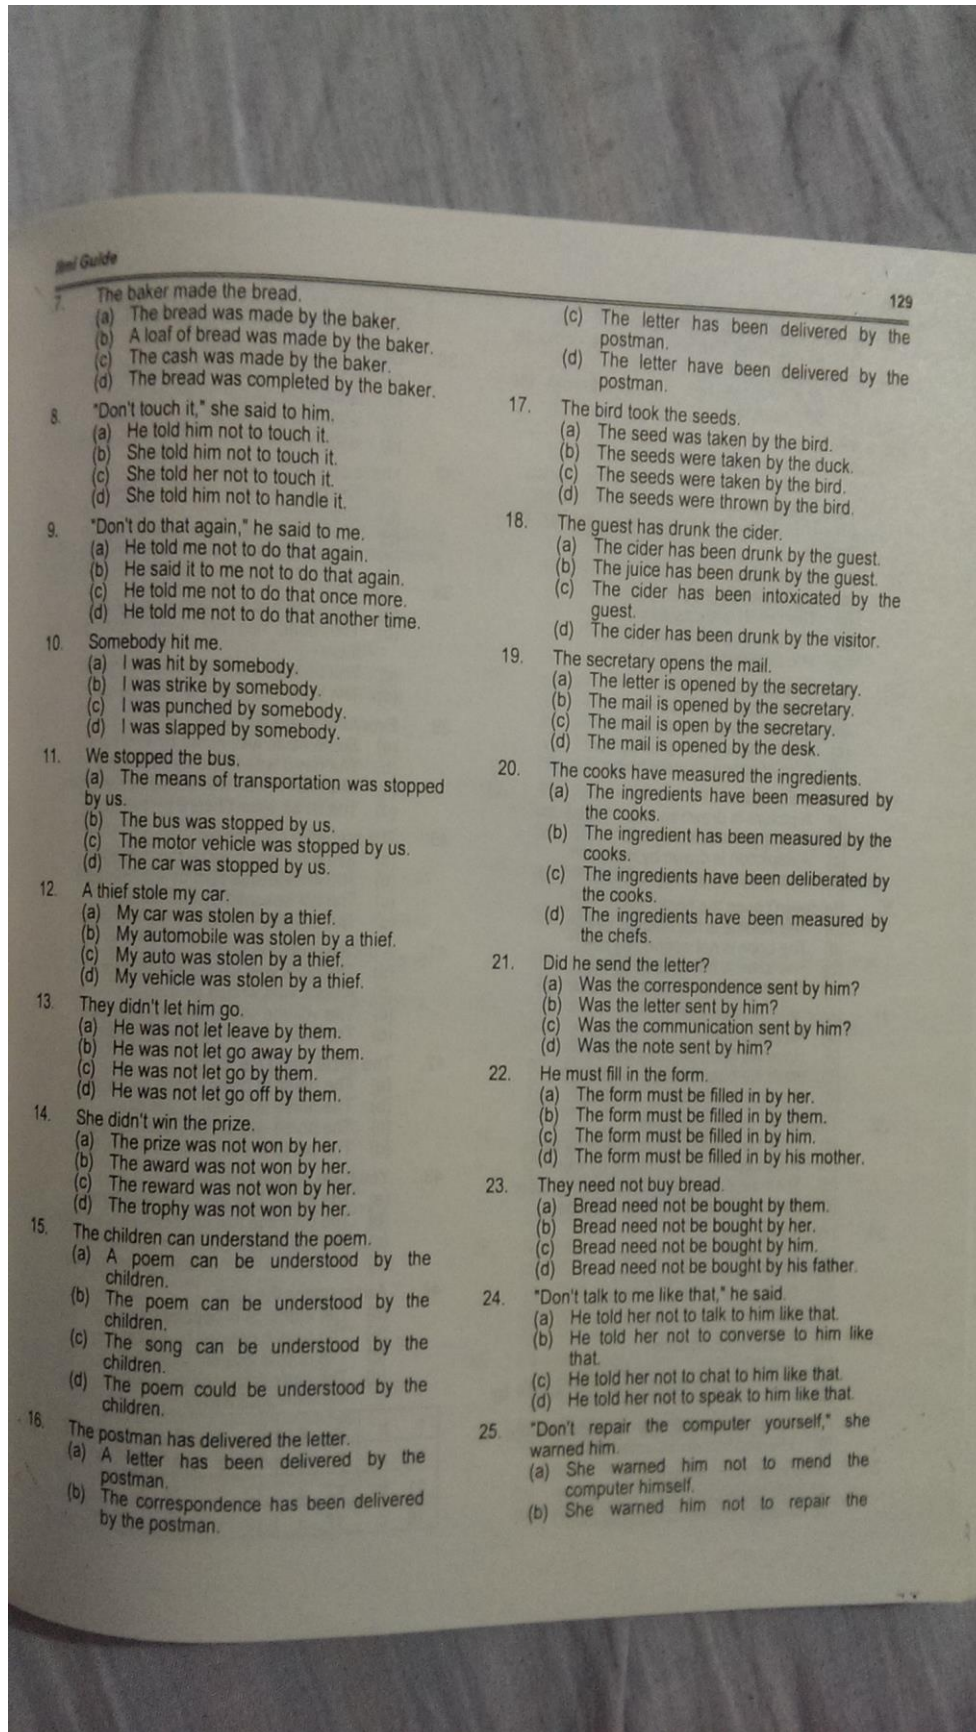 Guide
129
7. The baker made the bread.
(a) The bread was made by the baker.
(b) A loaf of bread was made by the baker.
(c) The cash was made by the baker.
(d) The bread was completed by the baker.
8. "Don't touch it," she said to him.
(a) He told him not to touch it.
(b) She told him not to touch it.
(c) She told her not to touch it.
(d) She told him not to handle it.
9. "Don't do that again," he said to me.
(a) He told me not to do that again.
(b) He said it to me not to do that again.
(c) He told me not to do that once more.
(d) He told me not to do that another time.
10. Somebody hit me.
(a) I was hit by somebody.
(b) I was strike by somebody.
(c) I was punched by somebody.
(d) I was slapped by somebody.
11. We stopped the bus.
(a) The means of transportation was stopped
by us.
(b) The bus was stopped by us.
(c) The motor vehicle was stopped by us.
(d) The car was stopped by us.
12. A thief stole my car.
(a) My car was stolen by a thief.
(b) My automobile was stolen by a thief.
(c) My auto was stolen by a thief.
(d) My vehicle was stolen by a thief.
13. They didn't let him go.
(a) He was not let leave by them.
(b) He was not let go away by them.
(c) He was not let go by them.
(d) He was not let go off by them.
14. She didn't win the prize.
(a) The prize was not won by her.
(b) The award was not won by her.
(c) The reward was not won by her.
(d) The trophy was not won by her.
15. The children can understand the poem.
(a) A poem can be understood by the
children.
(b) The poem can be understood by the
children.
(c) The song can be understood by the
children.
(d) The poem could be understood by the
children.
16. The postman has delivered the letter.
(a) A letter has been delivered by the
postman.
(b) The correspondence has been delivered
by the postman.
(c) The letter has been delivered by the
postman.
(d) The letter have been delivered by the
postman.
17. The bird took the seeds.
(a) The seed was taken by the bird.
(b) The seeds were taken by the duck.
(c) The seeds were taken by the bird.
(d) The seeds were thrown by the bird.
18. The guest has drunk the cider.
(a) The cider has been drunk by the guest.
(b) The juice has been drunk by the guest.
(c) The cider has been intoxicated by the
guest.
(d) The cider has been drunk by the visitor.
19. The secretary opens the mail.
(a) The letter is opened by the secretary.
(b) The mail is opened by the secretary.
(c) The mail is open by the secretary.
(d) The mail is opened by the desk.
20. The cooks have measured the ingredients.
(a) The ingredients have been measured by
the cooks.
(b) The ingredient has been measured by the
cooks.
(c) The ingredients have been deliberated by
the cooks.
(d) The ingredients have been measured by
the chefs.
21. Did he send the letter?
(a) Was the correspondence sent by him?
(b) Was the letter sent by him?
(c) Was the communication sent by him?
(d) Was the note sent by him?
22. He must fill in the form.
(a) The form must be filled in by her.
(b) The form must be filled in by them.
(c) The form must be filled in by him.
(d) The form must be filled in by his mother.
23. They need not buy bread.
(a) Bread need not be bought by them.
(b) Bread need not be bought by her.
(c) Bread need not be bought by him.
(d) Bread need not be bought by his father.
24. "Don't talk to me like that," he said.
(a) He told her not to talk to him like that.
(b) He told her not to converse to him like
that.
(c) He told her not to chat to him like that.
(d) He told her not to speak to him like that.
25. "Don't repair the computer yourself," she
warned him.
(a) She warned him not to mend the
computer himself.
(b) She warned him not to repair the